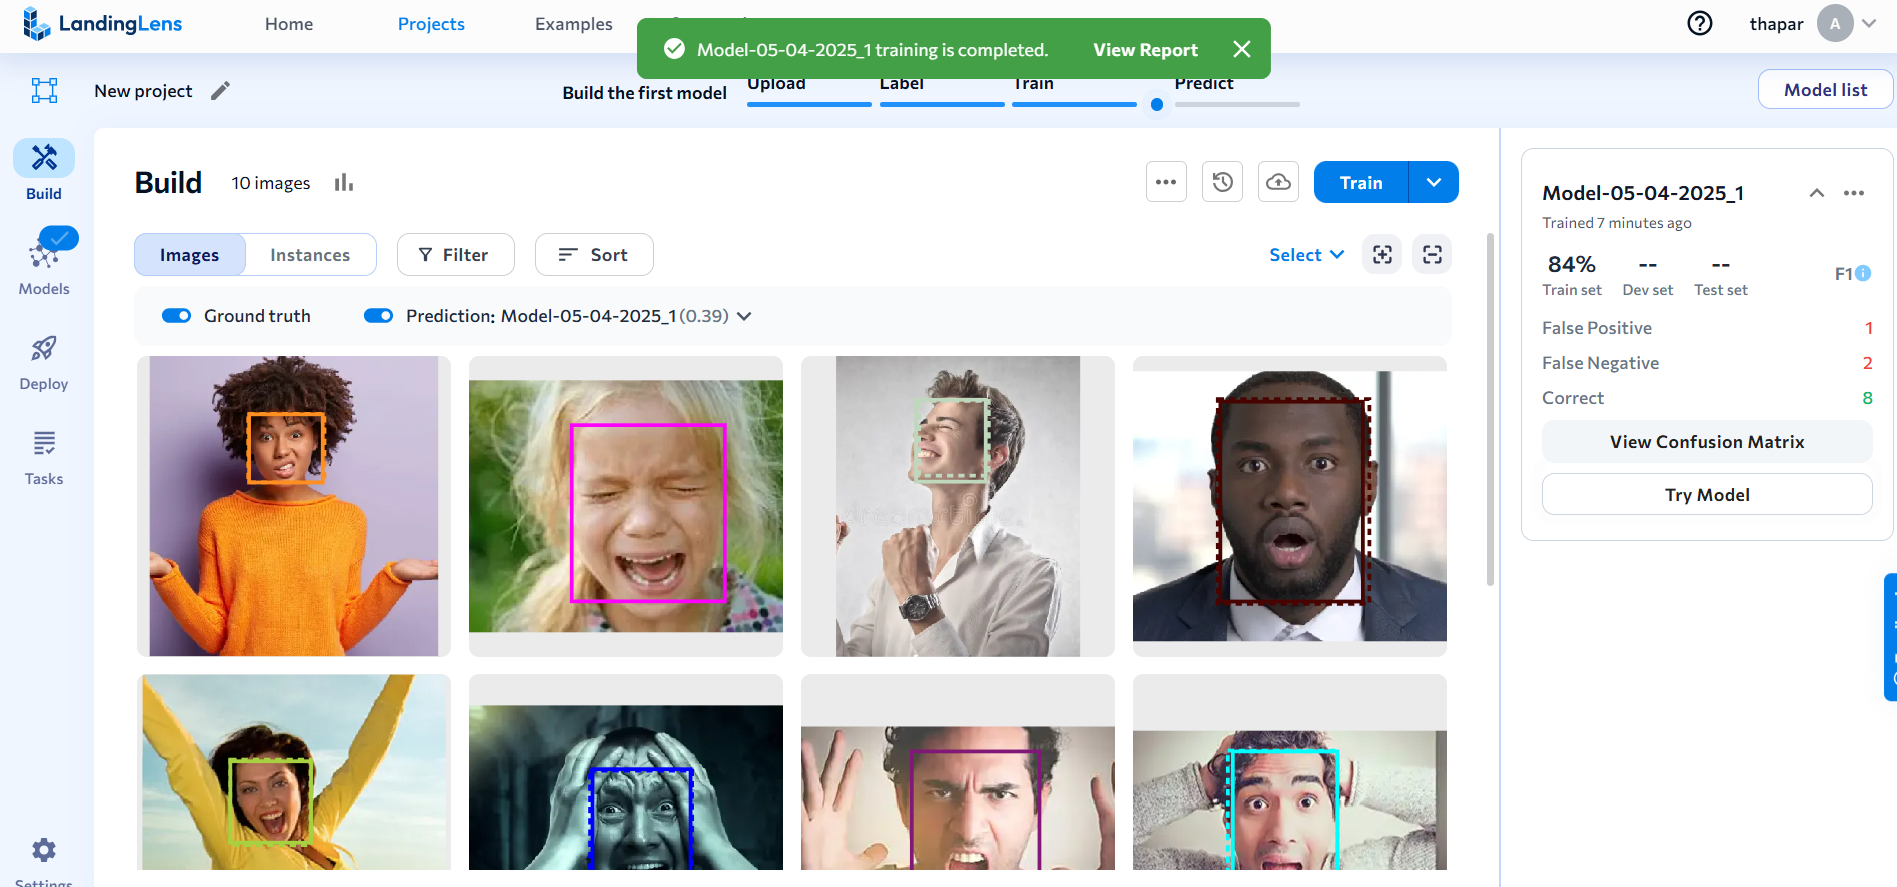 LandingLens
Home
Projects
Examples
thapar
A
Model-05-04-2025_1 training is completed.
View Report
New project
Build the first model
Upload
Label
Train
Predict
Model list
Build
Models
Deploy
Tasks
Settings
Build
10 images
Train
Images
Instances
Filter
Sort
Select
Ground truth
Prediction: Model-05-04-2025_1 (0.39)
Model-05-04-2025_1
Trained 7 minutes ago
84%
--
--
Train set
Dev set
Test set
F1
False Positive
1
False Negative
2
Correct
8
View Confusion Matrix
Try Model